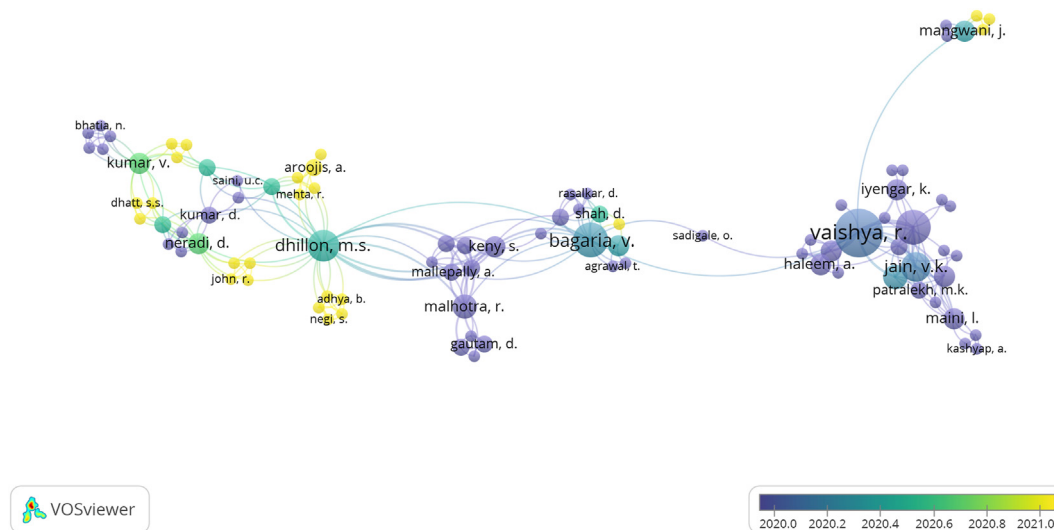 mangwani, j.
bhatia, n.
kumar, v.
aroojis, a.
saini, u.c.
mehta, r.
iyengar, k.
rasalkar, d.
dhatt, s.s.
kumar, d.
shah, d.
neradi, d.
dhillon, m.s.
keny, s.
bagaria, v.
sadigale, o.
vaishya, r.
mallepally, a.
agrawal, t.
haleem, a.
jain, v.k.
john, r.
patralekh, m.k.
adhya, b.
malhotra, r.
negi, s.
maini, l.
gautam, d.
kashyap, a.
VOSviewer
2020.0 2020.2 2020.4 2020.6 2020.8 2021.0